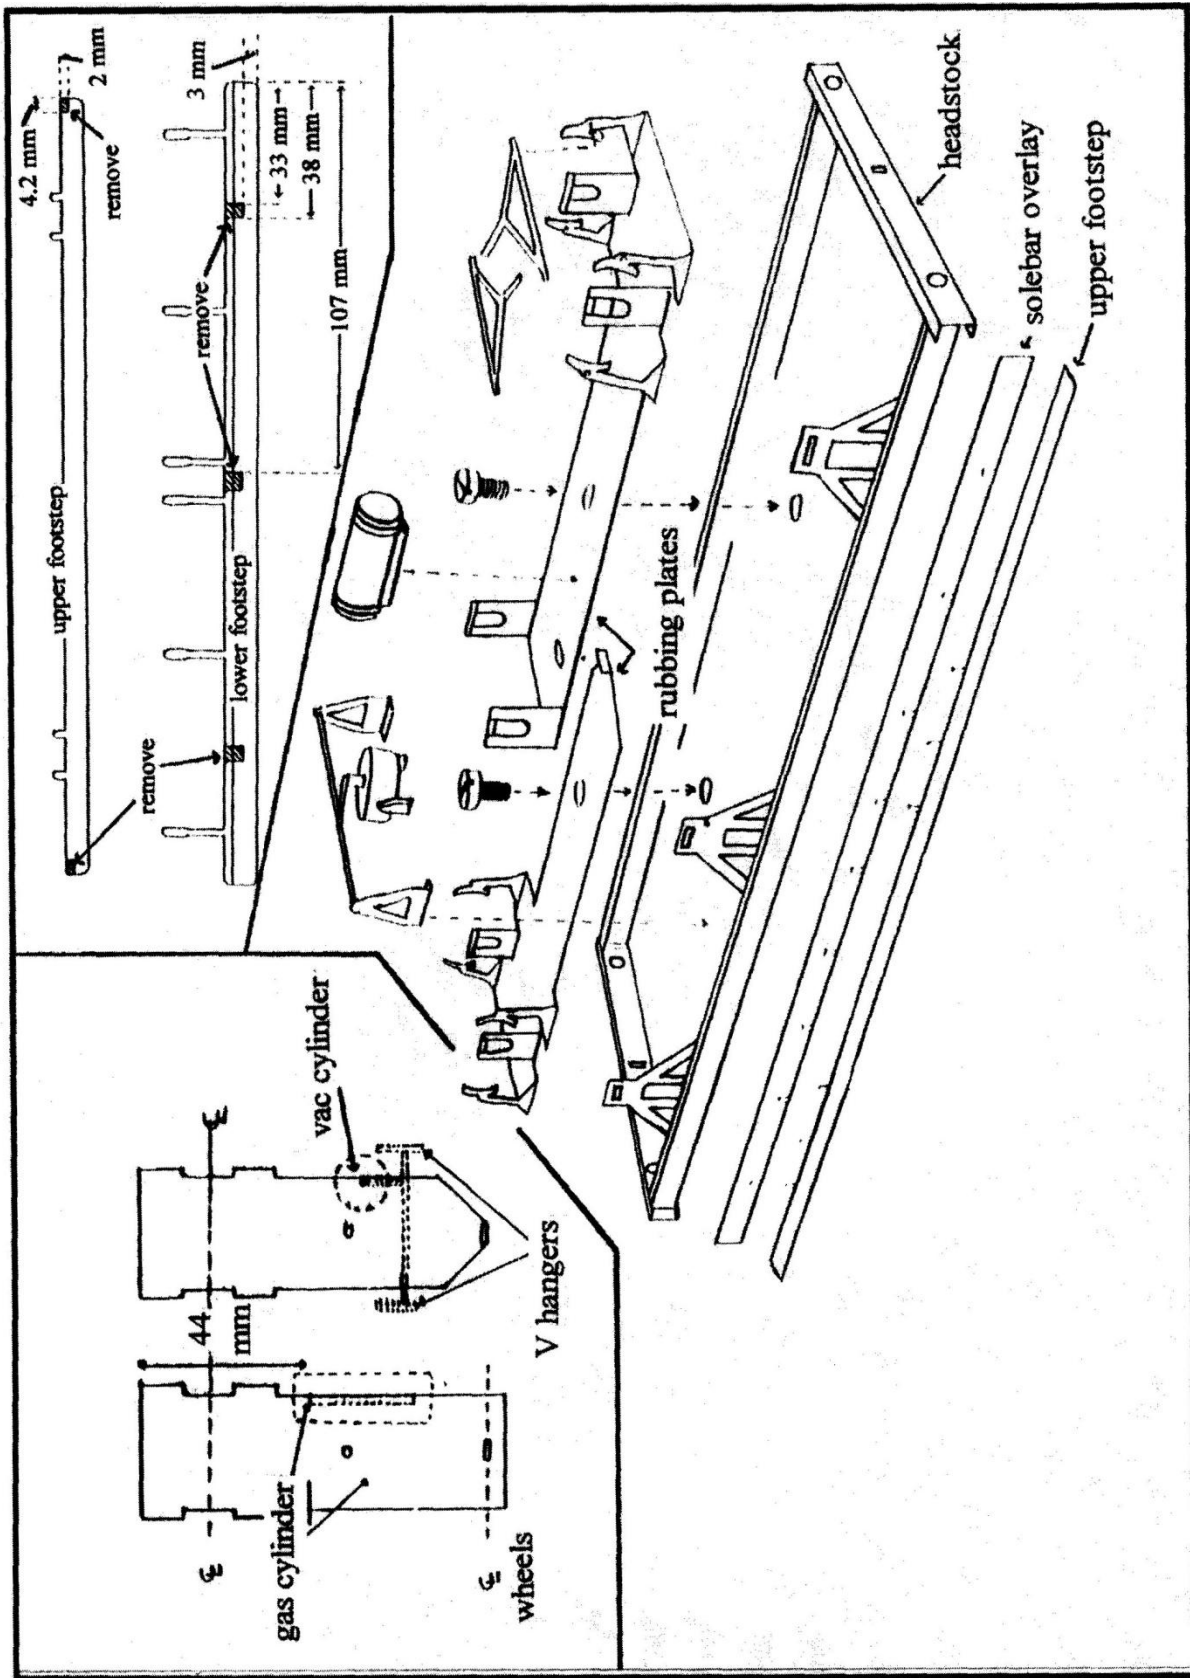 4.2 mm
2 mm
remove
upper footstep
remove
3 mm
33 mm
38 mm
remove
107 mm
lower footstep
vac cylinder
44
mm
V hangers
gas cylinder
℄
℄
℄
wheels
rubbing plates
headstock
solebar overlay
upper footstep